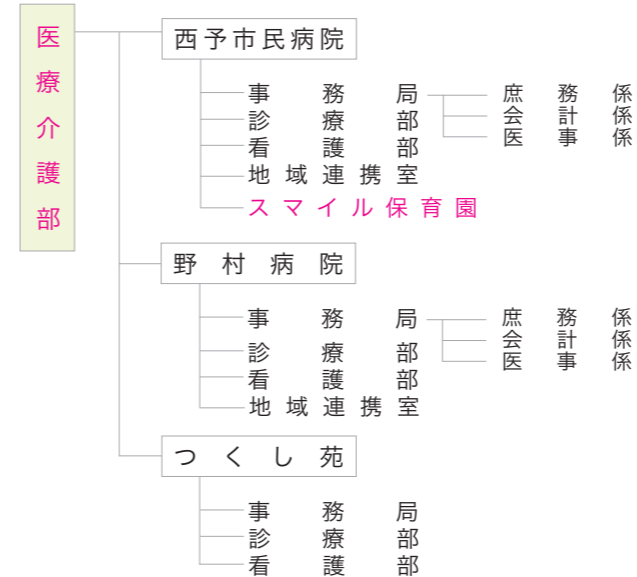 医療介護部
西予市民病院
事務局
庶務係
会計係
医事係
診療部
看護部
地域連携室
スマイル保育園
野村病院
事務局
庶務係
会計係
医事係
診療部
看護部
地域連携室
つくし苑
事務局
診療部
看護部